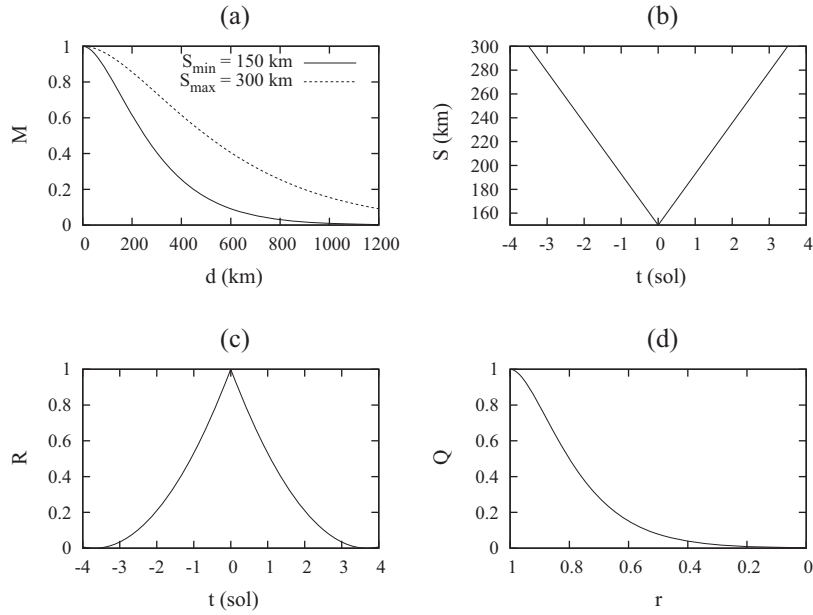 (a)
1
0.8
0.6
0.4
0.2
0
M
S_min = 150 km
S_max = 300 km
0 200 400 600 800 1000 1200
d (km)
(b)
300
280
260
240
220
200
180
160
S (km)
-4 -3 -2 -1 0 1 2 3 4
t (sol)
(c)
1
0.8
0.6
0.4
0.2
0
R
-4 -3 -2 -1 0 1 2 3 4
t (sol)
(d)
1
0.8
0.6
0.4
0.2
0
Q
1 0.8 0.6 0.4 0.2 0
r